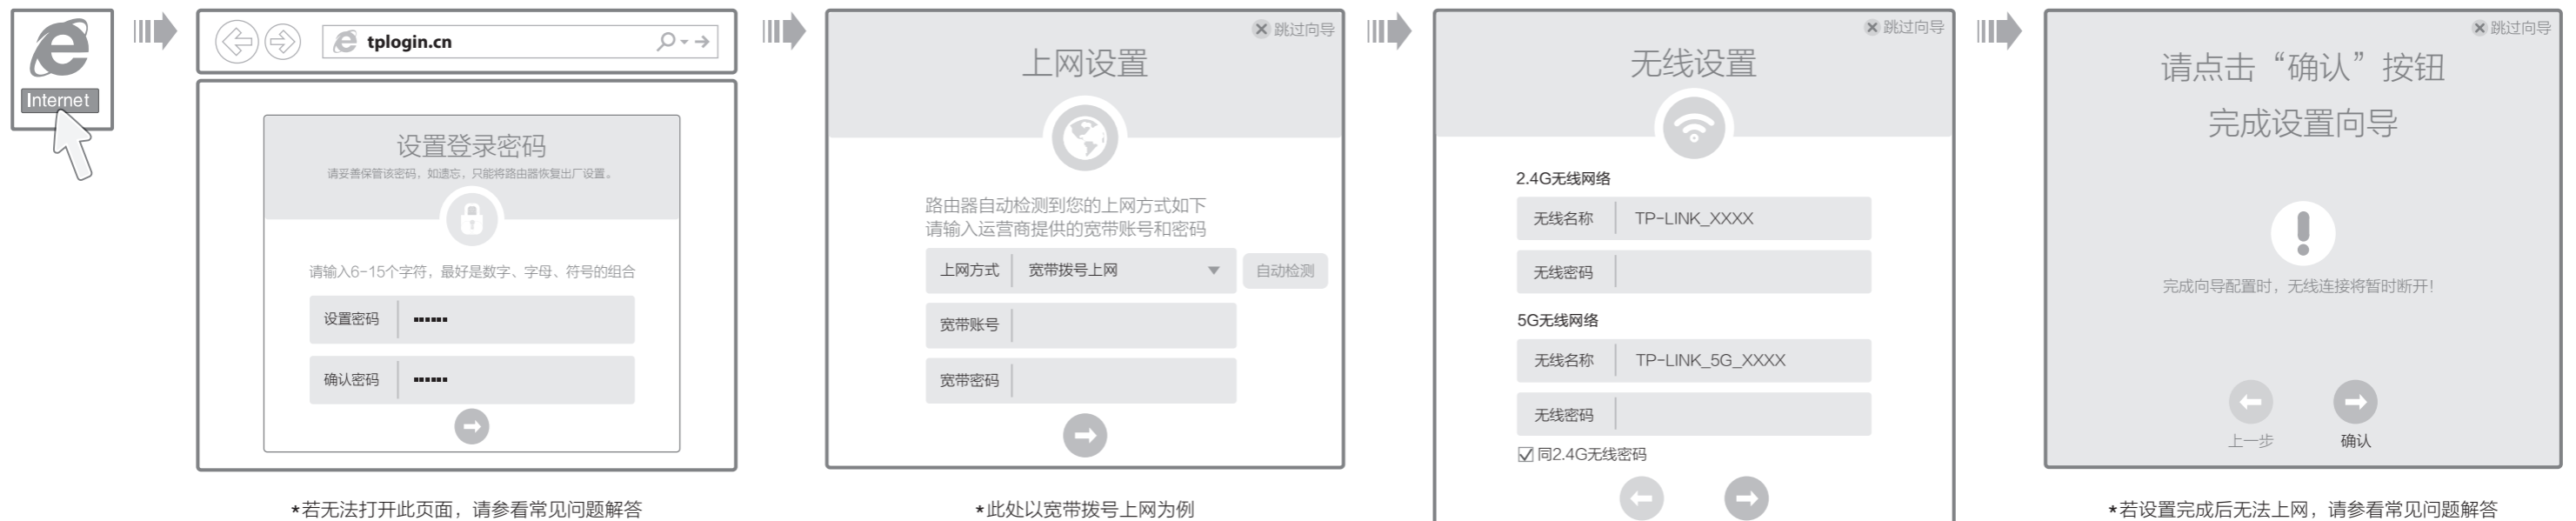 Internet
tplogin.cn
设置登录密码
请妥善保管该密码，如遗忘，只能将路由器恢复出厂设置。
请输入6-15个字符，最好是数字、字母、符号的组合
设置密码 ••••••
确认密码 ••••••
*若无法打开此页面，请参看常见问题解答
跳过向导
上网设置
路由器自动检测到您的上网方式如下
请输入运营商提供的宽带账号和密码
上网方式 宽带拨号上网 自动检测
宽带账号
宽带密码
*此处以宽带拨号上网为例
跳过向导
无线设置
2.4G无线网络
无线名称 TP-LINK_XXXX
无线密码
5G无线网络
无线名称 TP-LINK_5G_XXXX
无线密码
同2.4G无线密码
跳过向导
请点击“确认”按钮
完成设置向导
完成向导配置时，无线连接将暂时断开!
上一步 确认
*若设置完成后无法上网，请参看常见问题解答